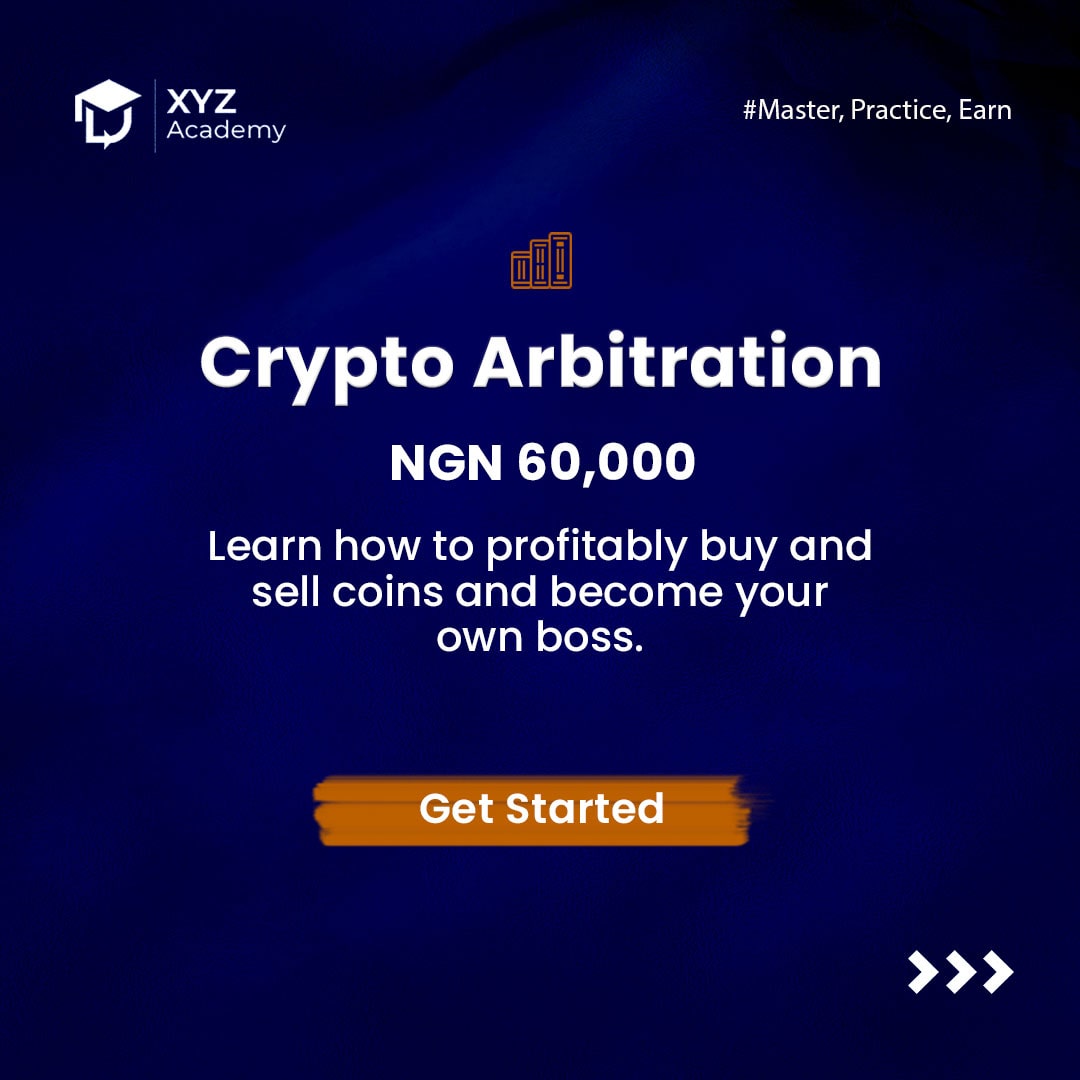 XYZ
Academy
#Master, Practice, Earn
Crypto Arbitration
NGN 60,000
Learn how to profitably buy and
sell coins and become your
own boss.
Get Started